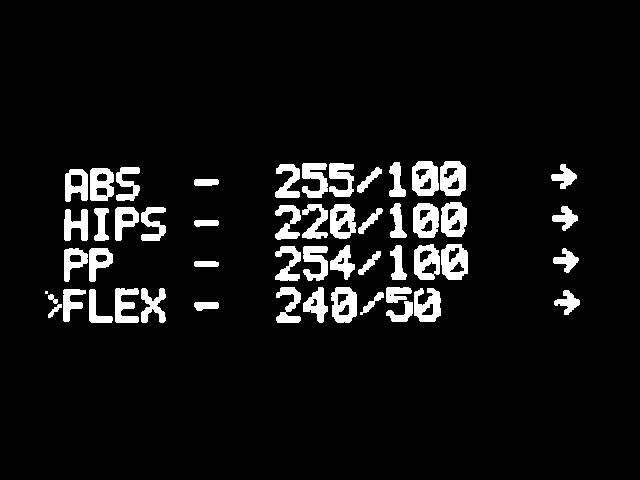 ABS - 255/100 →
HIPS - 220/100 →
PP - 254/100 →
>FLEX - 240/50 →